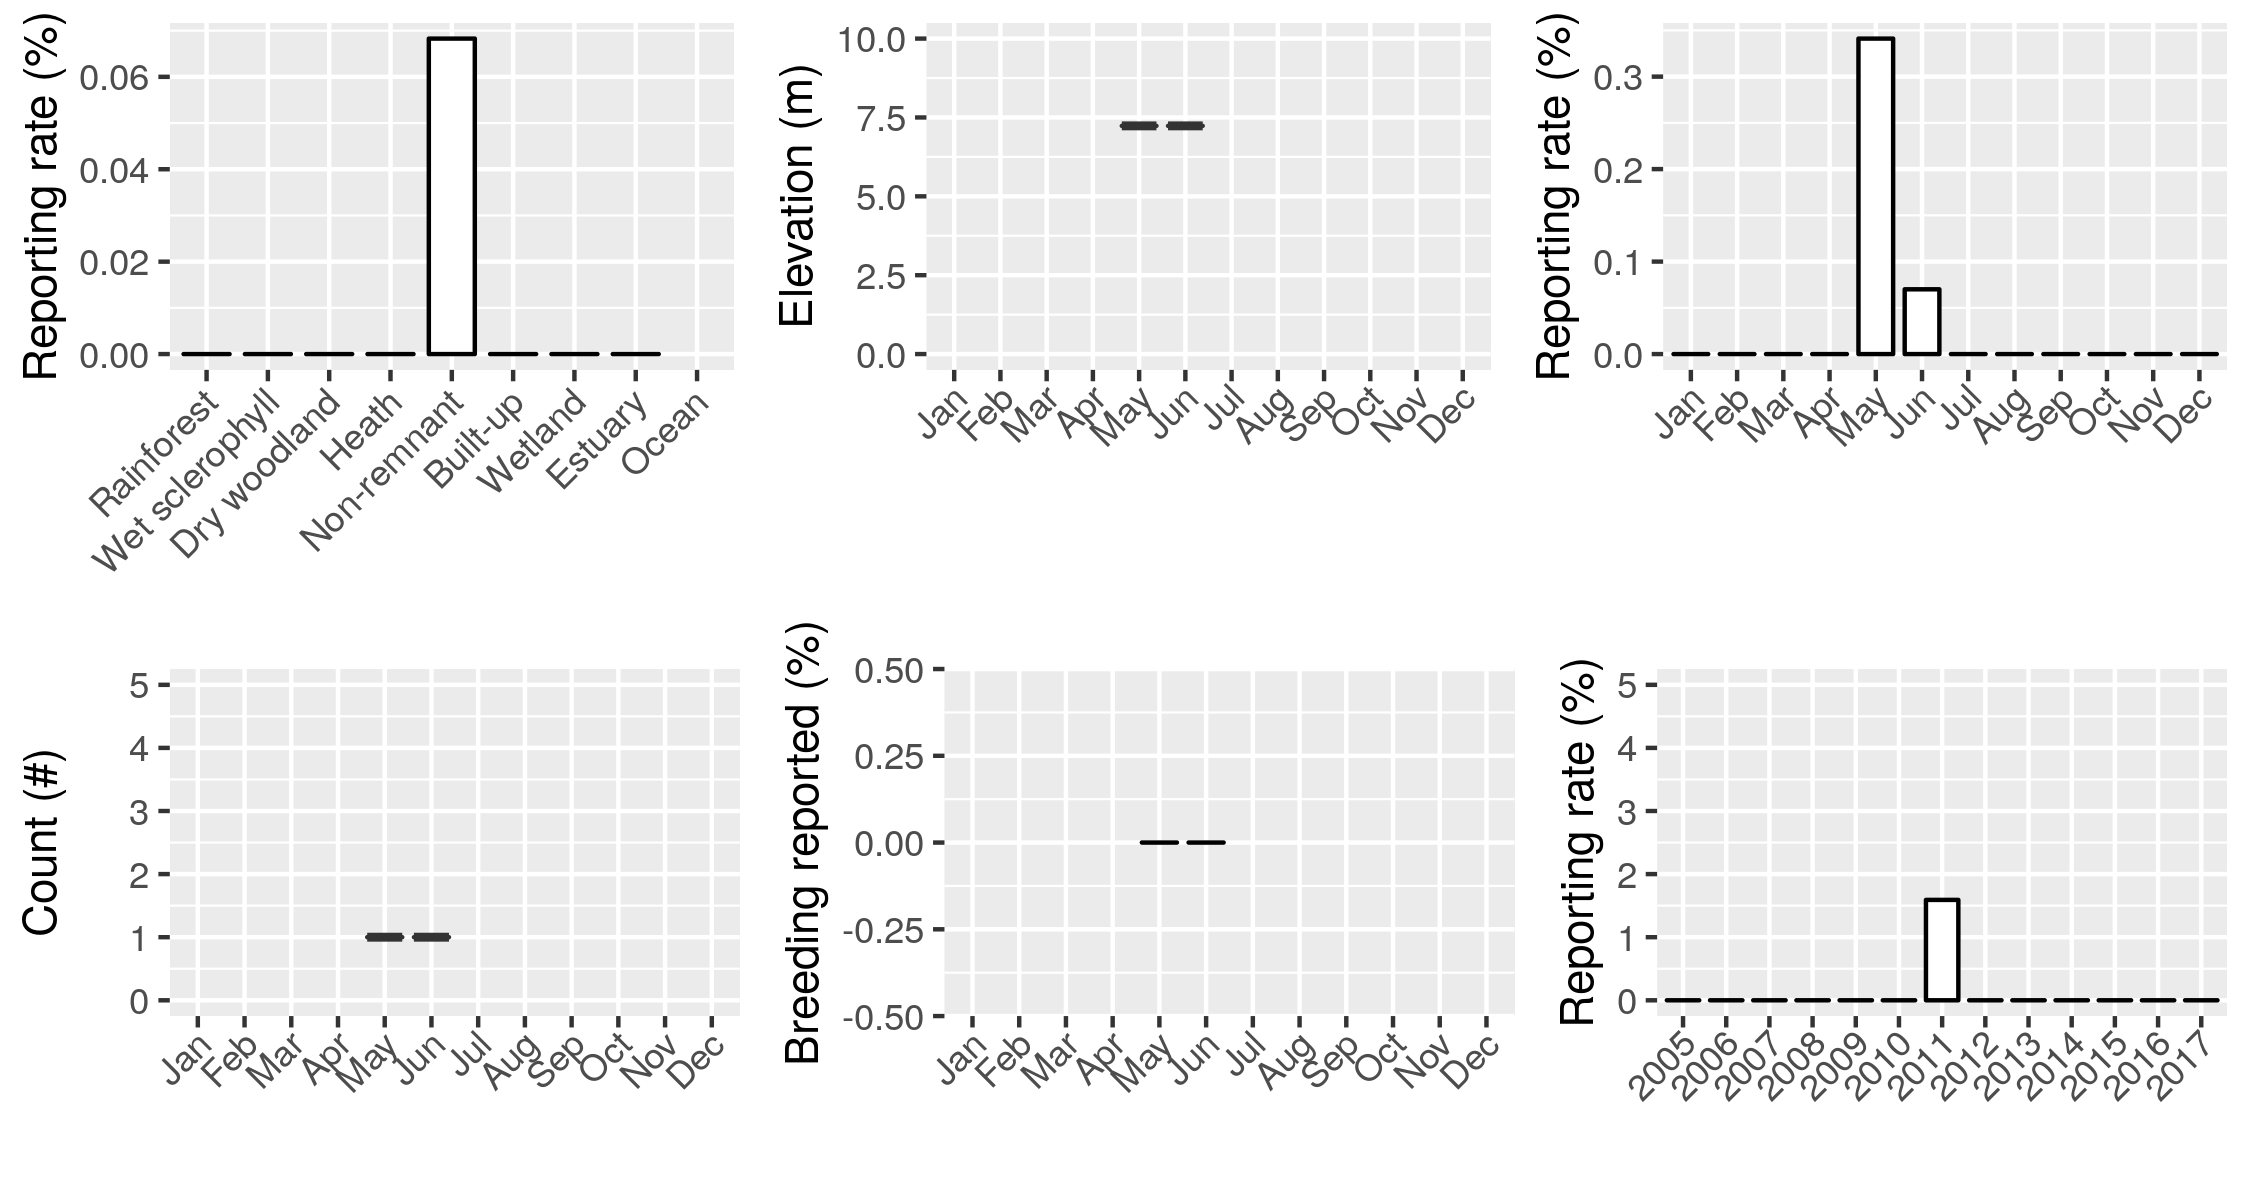 Reporting rate (%)
0.06
0.04
0.02
0.00
Rainforest
Wet sclerophyll
Dry woodland
Heath
Non-remnant
Built-up
Wetland
Estuary
Ocean
Elevation (m)
10.0
7.5
5.0
2.5
0.0
Jan
Feb
Mar
Apr
May
Jun
Jul
Aug
Sep
Oct
Nov
Dec
Reporting rate (%)
0.3
0.2
0.1
0.0
Jan
Feb
Mar
Apr
May
Jun
Jul
Aug
Sep
Oct
Nov
Dec
Count (#)
5
4
3
2
1
0
Jan
Feb
Mar
Apr
May
Jun
Jul
Aug
Sep
Oct
Nov
Dec
Breeding reported (%)
0.50
0.25
0.00
-0.25
-0.50
Jan
Feb
Mar
Apr
May
Jun
Jul
Aug
Sep
Oct
Nov
Dec
Reporting rate (%)
5
4
3
2
1
0
2005
2006
2007
2008
2009
2010
2011
2012
2013
2014
2015
2016
2017